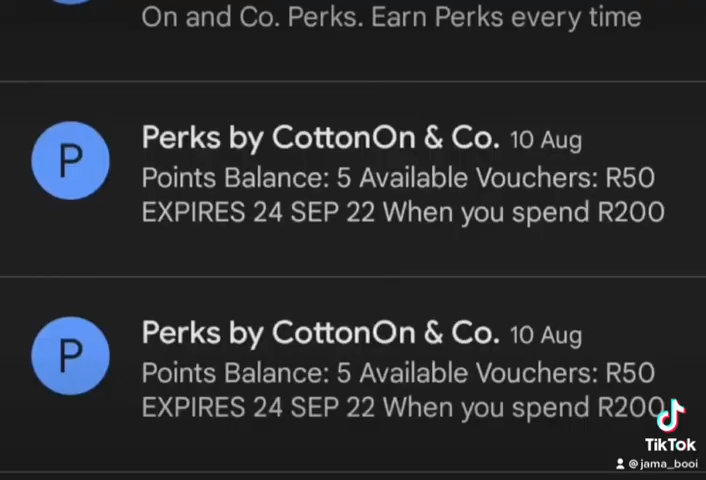 On and Co. Perks. Earn Perks every time
P
Perks by CottonOn & Co. 10 Aug
Points Balance: 5 Available Vouchers: R50
EXPIRES 24 SEP 22 When you spend R200
P
Perks by CottonOn & Co. 10 Aug
Points Balance: 5 Available Vouchers: R50
EXPIRES 24 SEP 22 When you spend R200
TikTok
@jama_booi